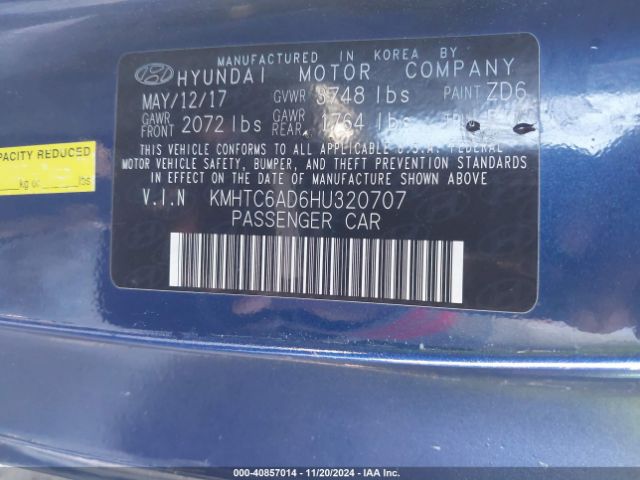 MANUFACTURED IN KOREA BY
HYUNDAI MOTOR COMPANY
MAY/12/17 GVWR 3748 lbs PAINT ZD6
GAWR FRONT 2072 lbs GAWR REAR 1764 lbs
THIS VEHICLE CONFORMS TO ALL APPLICABLE U.S.A. FEDERAL
MOTOR VEHICLE SAFETY, BUMPER, AND THEFT PREVENTION STANDARDS
IN EFFECT ON THE DATE OF MANUFACTURE SHOWN ABOVE
V.I.N KMHTC6AD6HU320707
PASSENGER CAR
CAPACITY REDUCED
kg or lbs
000-40857014 - 11/20/2024 - IAA Corp.